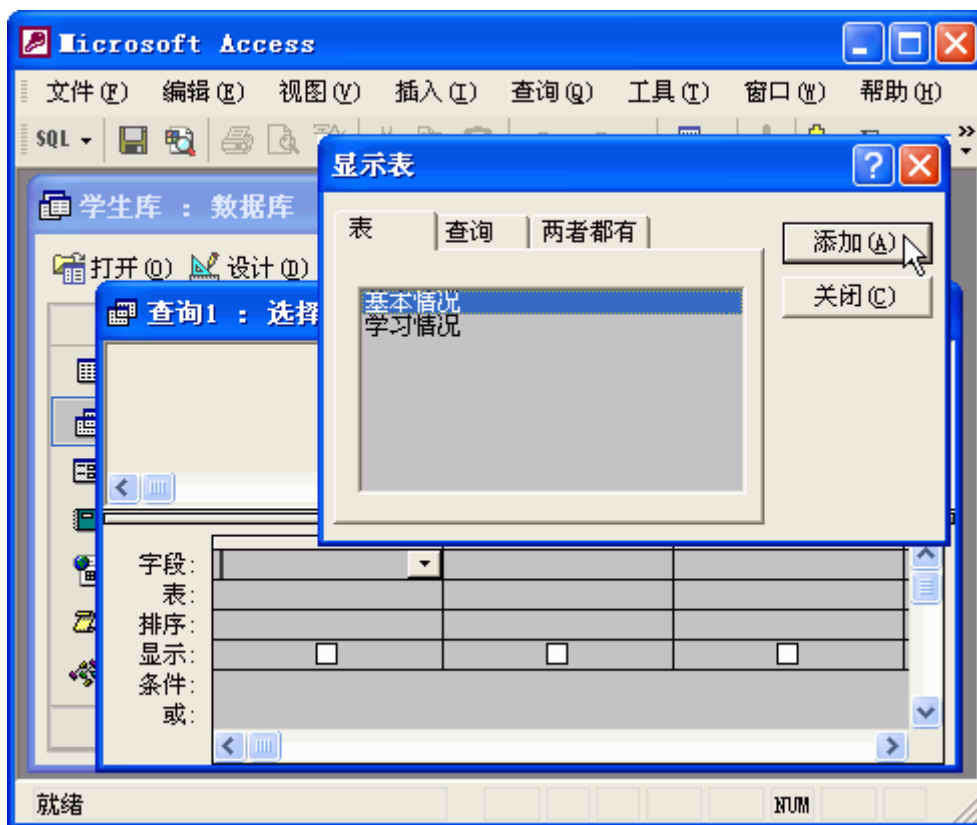 Microsoft Access
文件(F) 编辑(E) 视图(V) 插入(I) 查询(Q) 工具(T) 窗口(W) 帮助(H)
SQL
显示表
学生库 : 数据库
表 查询 两者都有
添加(A)
打开(O) 设计(D)
关闭(C)
基本情况
查询1 : 选择
学习情况
字段:
表:
排序:
显示:
条件:
或:
就绪 NUM